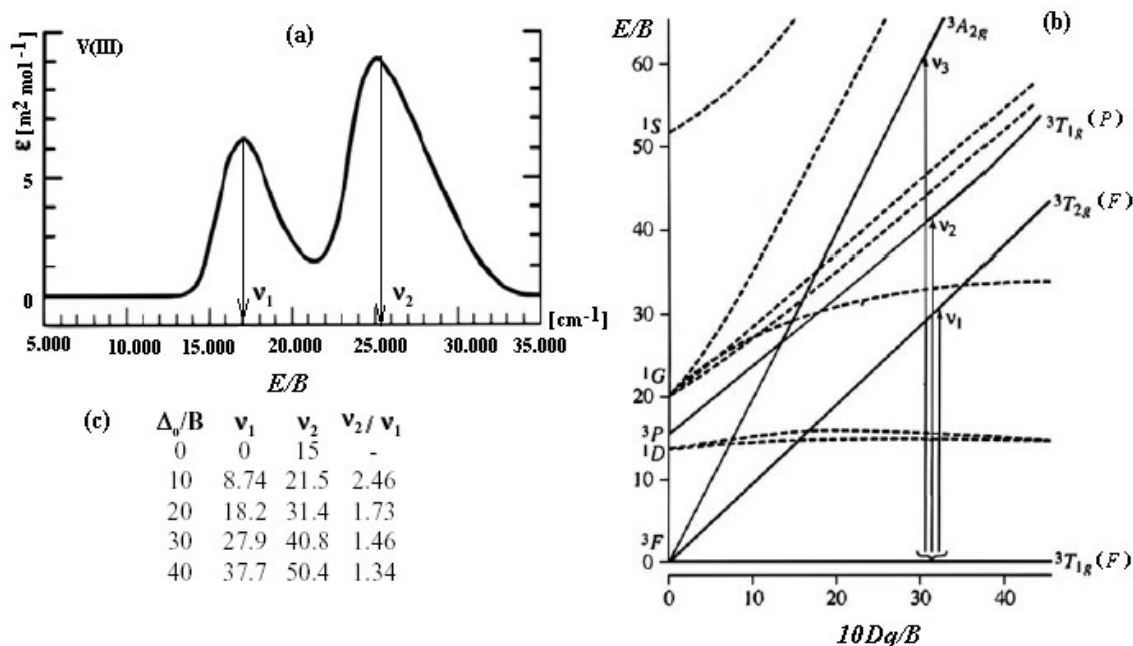 V(III)
(a)
ε [m² mol⁻¹]
5
0
ν₁
ν₂
[cm⁻¹]
5.000 10.000 15.000 20.000 25.000 30.000 35.000
E/B
(c)
Δₒ/B ν₁ ν₂ ν₂/ ν₁
0 0 15 -
10 8.74 21.5 2.46
20 18.2 31.4 1.73
30 27.9 40.8 1.46
40 37.7 50.4 1.34
E/B
(b)
³A₂g
60
ν₃
¹S
50
³T₁g (P)
40
ν₂
³T₂g (F)
30
ν₁
¹G
20
³P
¹D
10
³F
0
³T₁g (F)
0 10 20 30 40
10Dq/B